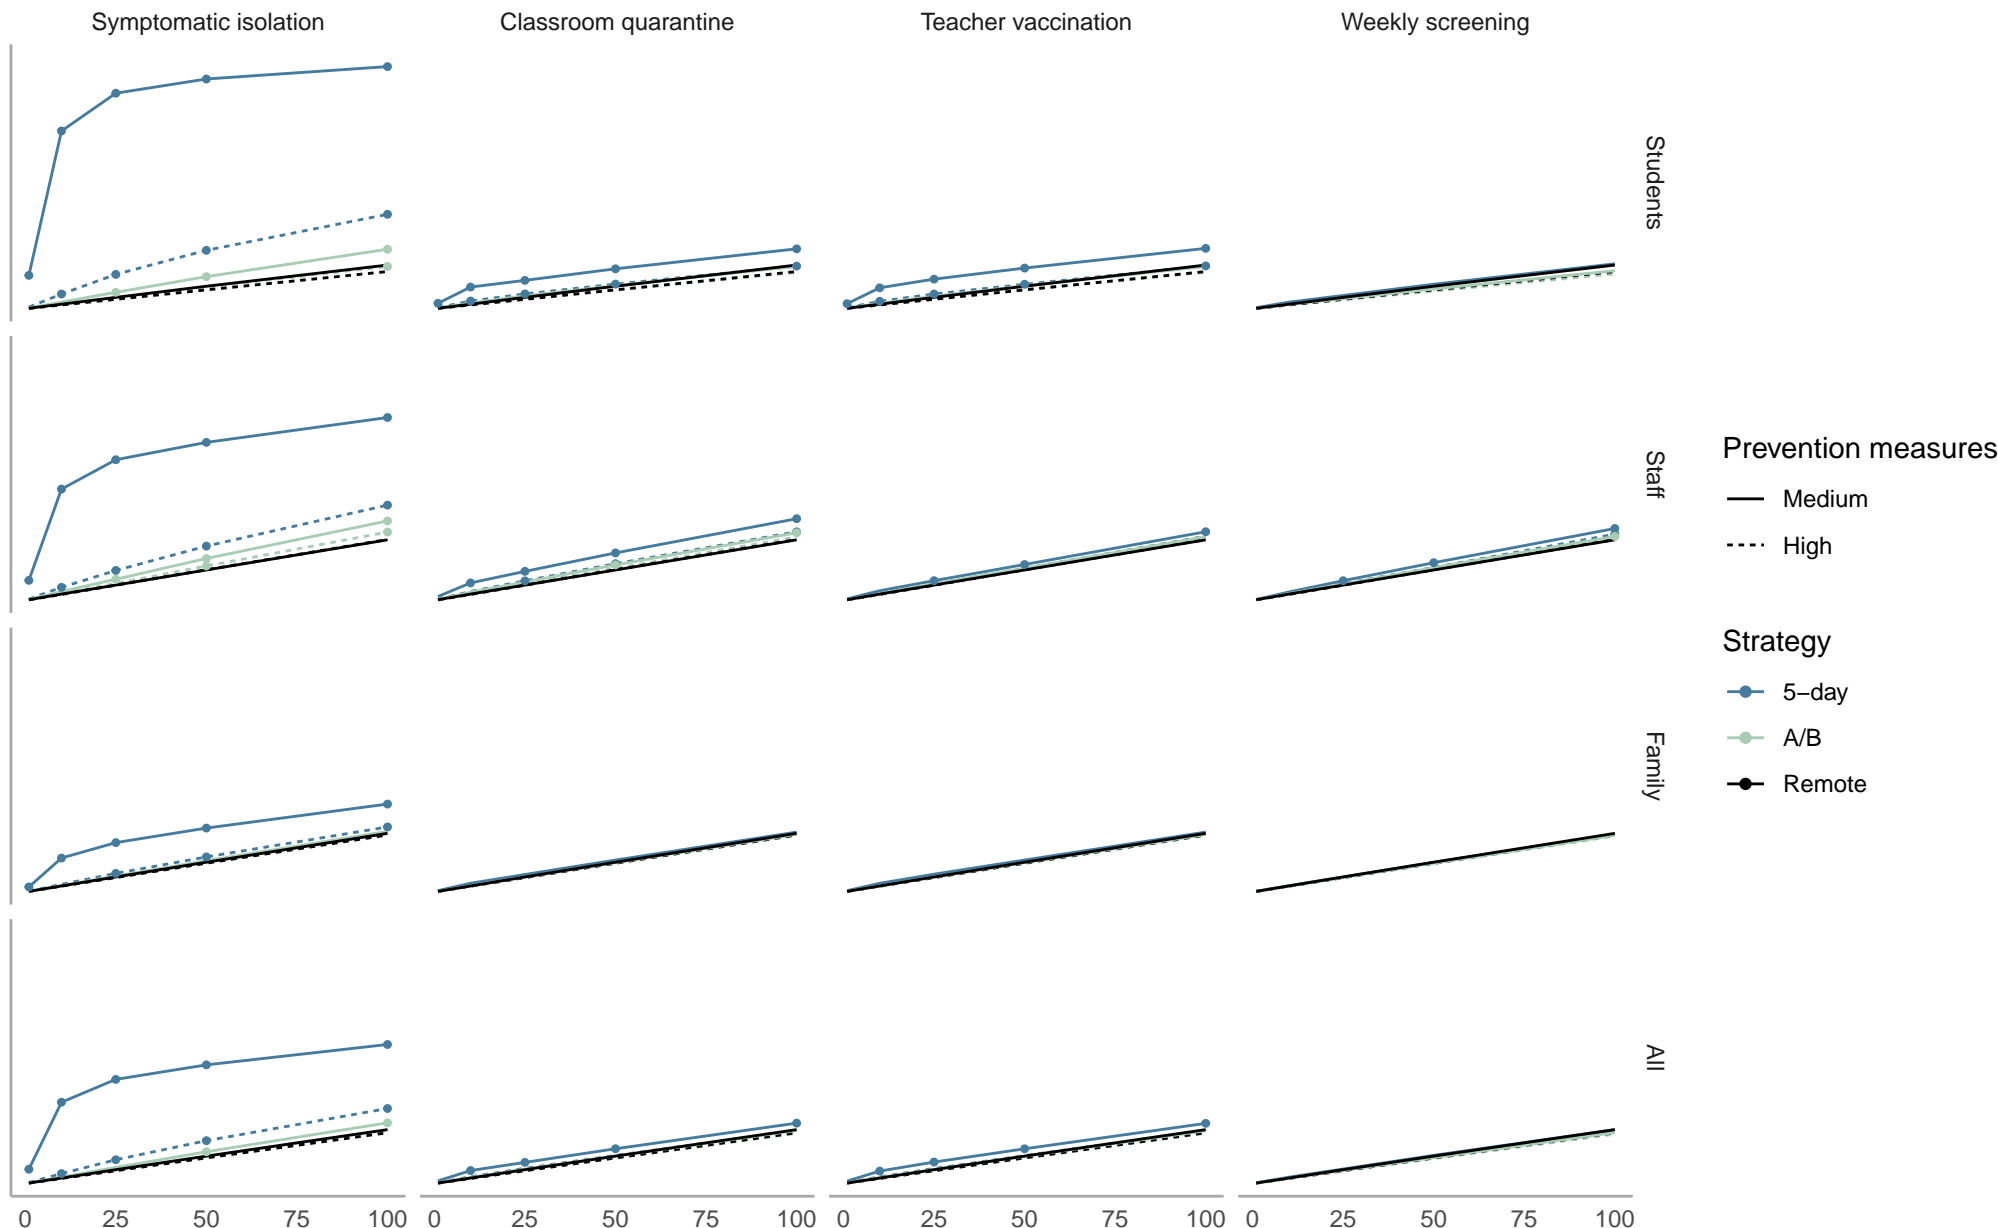 Symptomatic isolation Classroom quarantine Teacher vaccination Weekly screening
Students
Staff
Family
All
0 25 50 75 100 0 25 50 75 100 0 25 50 75 100 0 25 50 75 100
Prevention measures
Medium
High
Strategy
5−day
A/B
Remote